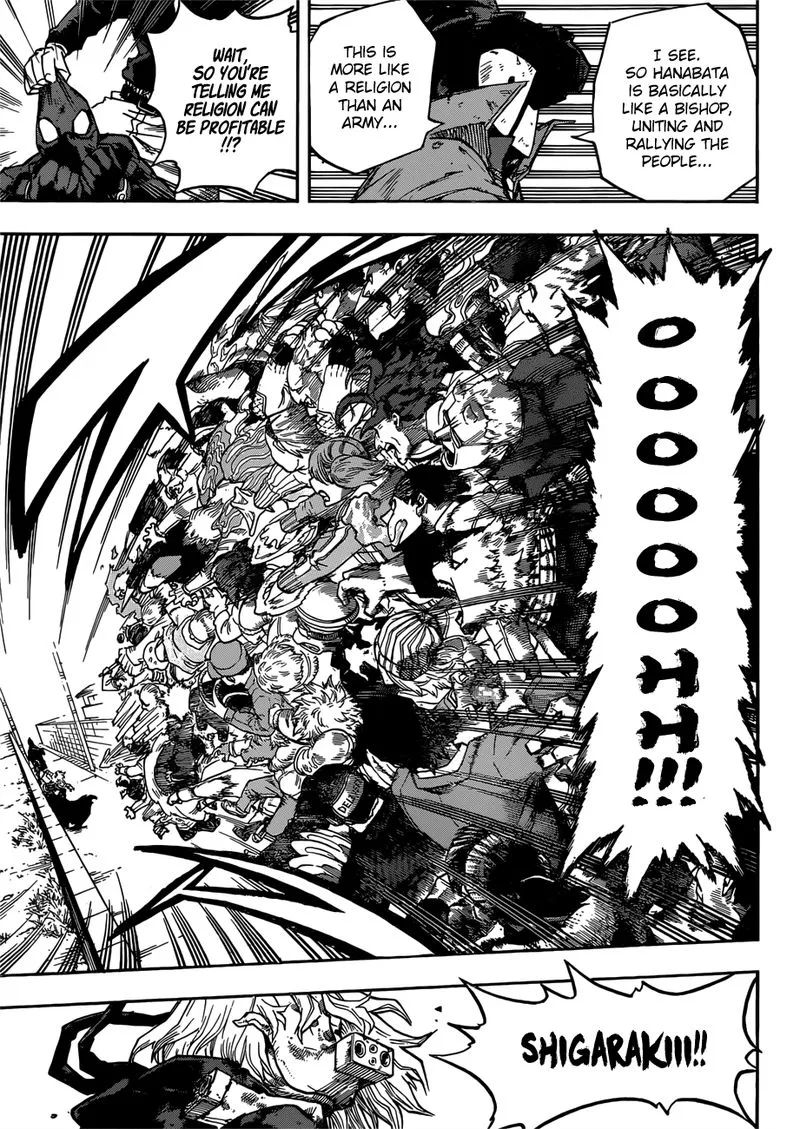 I SEE.
SO HANABATA
IS BASICALLY
LIKE A BISHOP,
UNITING AND
RALLYING THE
PEOPLE...
THIS IS
MORE LIKE
A RELIGION
THAN AN
ARMY...
WAIT,
SO YOU'RE
TELLING ME
RELIGION CAN
BE PROFITABLE
!!?
OOOOOOOHH!!!
SHIGARAKIII!!